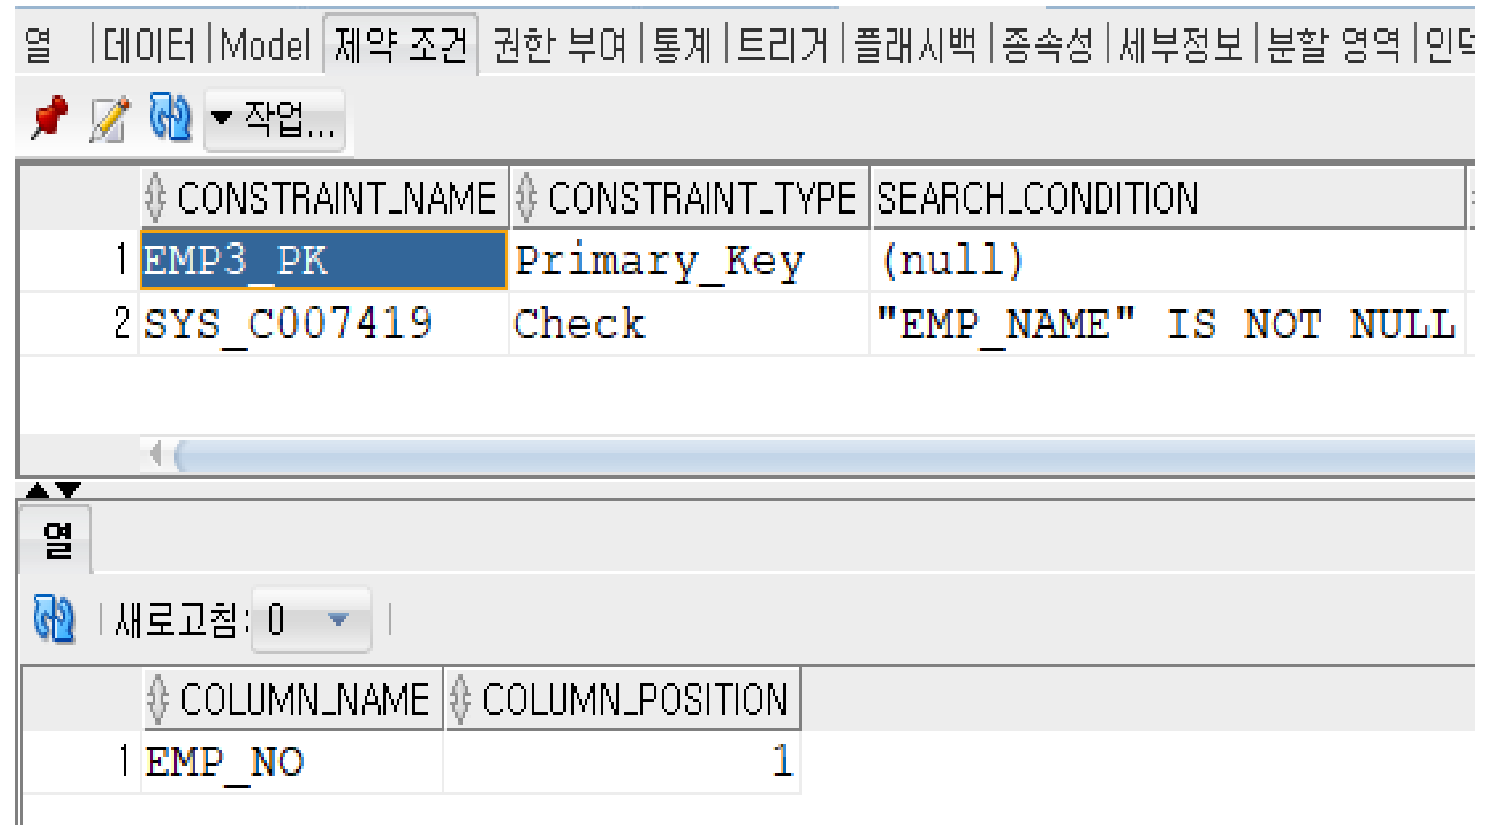 열 데이터 Model 제약 조건 권한 부여 통계 트리거 플래시백 종속성 세부정보 분할 영역
작업...
CONSTRAINT_NAME CONSTRAINT_TYPE SEARCH_CONDITION
1 EMP3_PK Primary_Key (null)
2 SYS_C007419 Check "EMP_NAME" IS NOT NULL
열
새로고침: 0
COLUMN_NAME COLUMN_POSITION
1 EMP_NO 1